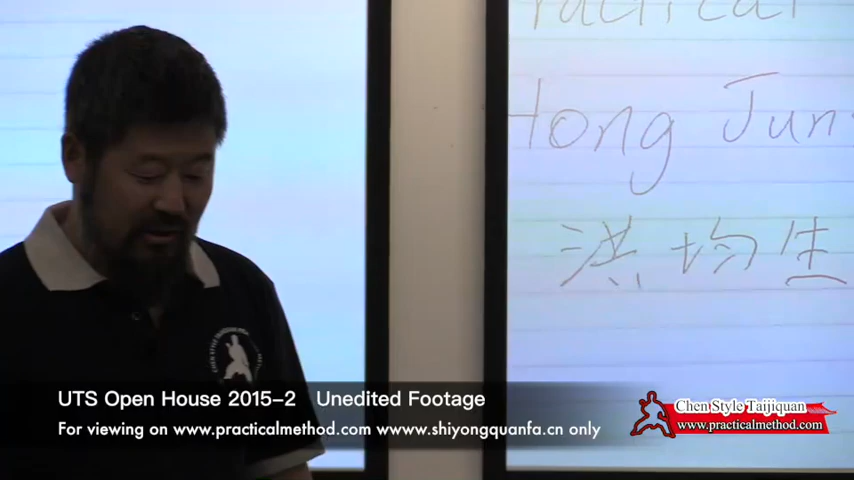 Practical
Hong Jun
洪均生
UTS Open House 2015-2 Unedited Footage
For viewing on www.practicalmethod.com wwww.shiyongquanfa.cn only
Chen Style Taijiquan
www.practicalmethod.com